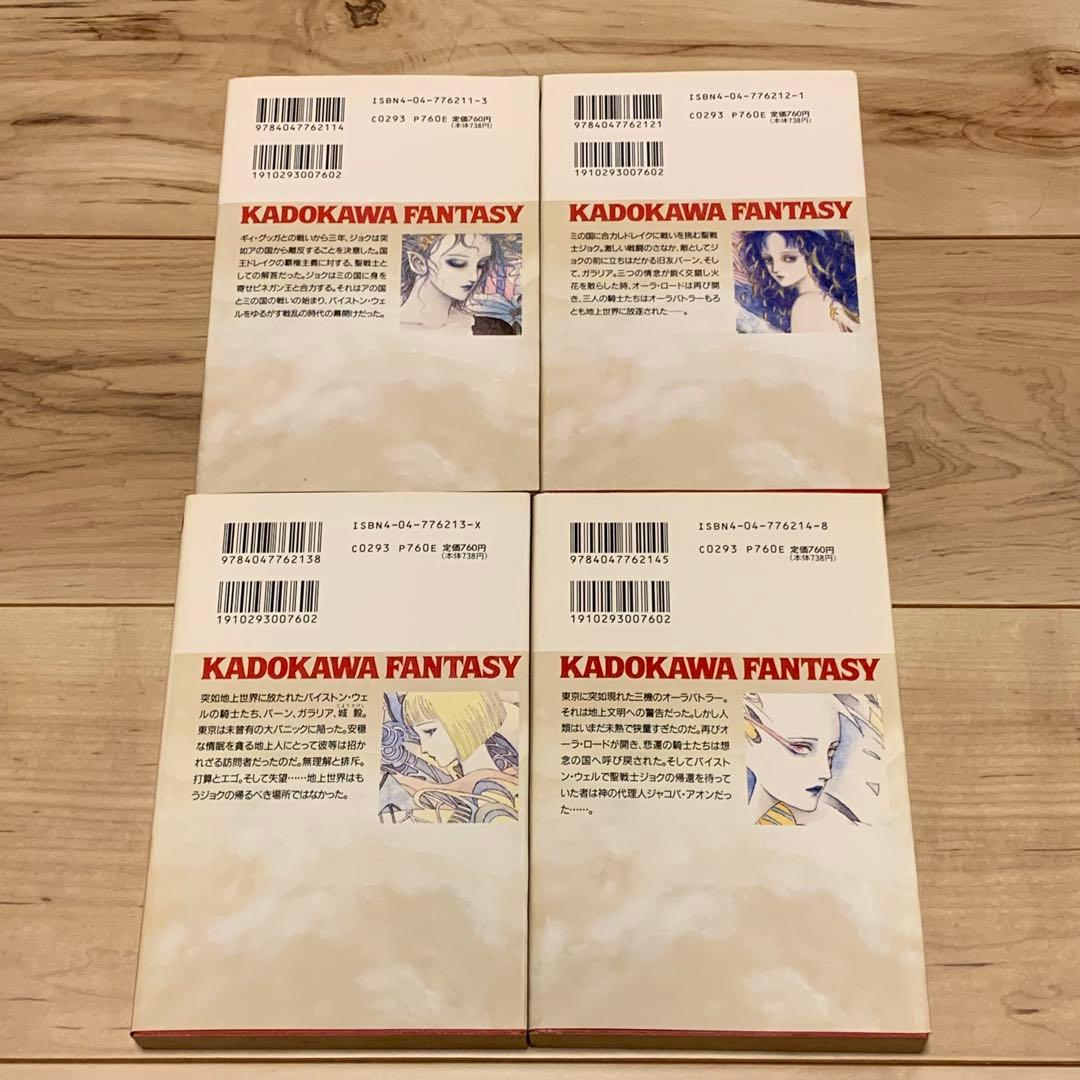 ISBN4-04-776211-3
9784047762114
C0293 P760E 定価760円
(本体738円)
1910293007602
KADOKAWA FANTASY
ギィ・グッガとの戦いから三年、ジョクは突
如アの国から離反することを決意した。国
王ドレイクの覇権主義に対する、聖戦士と
しての解答だった。ジョクはミの国に身を
寄せピネガン王と合力する。それはアの国
とミの国の戦いの始まり、バイストン・ウェ
ルをゆるがす戦乱の時代の幕開けだった。
ISBN4-04-776212-1
9784047762121
C0293 P760E 定価760円
(本体738円)
1910293007602
KADOKAWA FANTASY
ミの国に合力しドレイクに戦いを挑む聖戦
士ジョク。激しい戦闘のさなか、敵としてジ
ョクの前に立ちはだかる旧友バーン、そし
て、ガラリア。三つの情念が鋭く交錯し火
花を散らした時、オーラ・ロードは再び開
き、三人の騎士たちはオーラバトラーもろ
とも地上世界に放逐された――。
ISBN4-04-776213-X
9784047762138
C0293 P760E 定価760円
(本体738円)
1910293007602
KADOKAWA FANTASY
突如地上世界に放たれたバイストン・ウェ
ルの騎士たち、バーン、ガラリア、城 毅。
東京は未曾有の大パニックに陥った。安穏
な惰眠を貪る地上人にとって彼等は招か
れざる訪問者だったのだ。無理解と排斥。
打算とエゴ。そして失望……地上世界はも
うジョクの帰るべき場所ではなかった。
ISBN4-04-776214-8
9784047762145
C0293 P760E 定価760円
(本体738円)
1910293007602
KADOKAWA FANTASY
東京に突如現れた三機のオーラバトラー。
それは地上文明への警告だった。しかし人
類はいまだ未熟で狭量すぎたのだ。再び
オーラ・ロードが開き、悲運の騎士たちは想
念の国へ呼び戻された。そしてバイスト
ン・ウェルで聖戦士ジョクの帰還を待って
いた者は神の代理人ジャコバ・アオンだっ
た……。